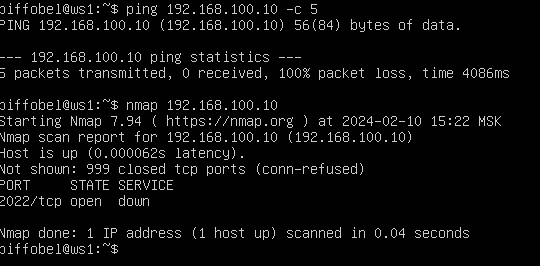 biffobel@ws1:~$ ping 192.168.100.10 -c 5
PING 192.168.100.10 (192.168.100.10) 56(84) bytes of data.
--- 192.168.100.10 ping statistics ---
5 packets transmitted, 0 received, 100% packet loss, time 4086ms
biffobel@ws1:~$ nmap 192.168.100.10
Starting Nmap 7.94 ( https://nmap.org ) at 2024-02-10 15:22 MSK
Nmap scan report for 192.168.100.10 (192.168.100.10)
Host is up (0.000062s latency).
Not shown: 999 closed tcp ports (conn-refused)
PORT     STATE SERVICE
2022/tcp open  down
Nmap done: 1 IP address (1 host up) scanned in 0.04 seconds
biffobel@ws1:~$